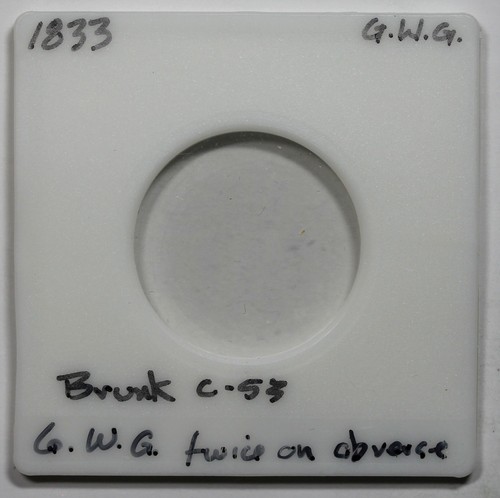 1833 G.W.G.
Brunk C-53
G.W.G. twice on obverse